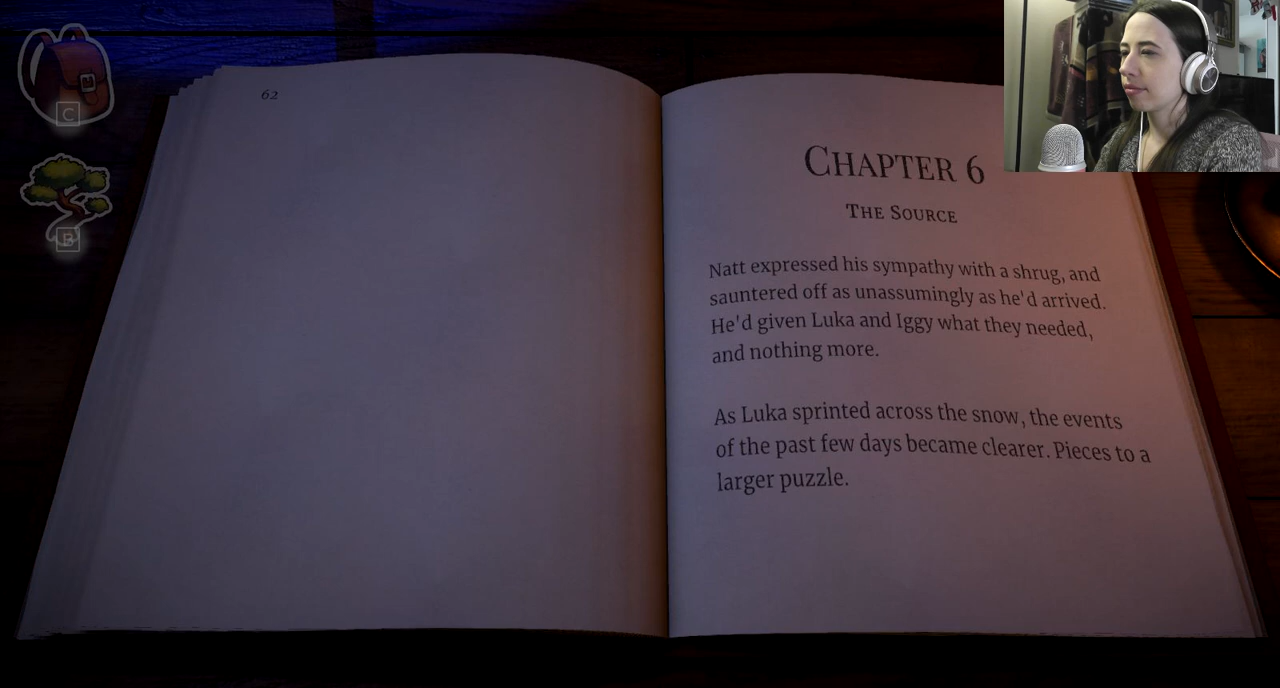 C
B
62
CHAPTER 6
THE SOURCE
Natt expressed his sympathy with a shrug, and
sauntered off as unassumingly as he'd arrived.
He'd given Luka and Iggy what they needed,
and nothing more.
As Luka sprinted across the snow, the events
of the past few days became clearer. Pieces to a
larger puzzle.